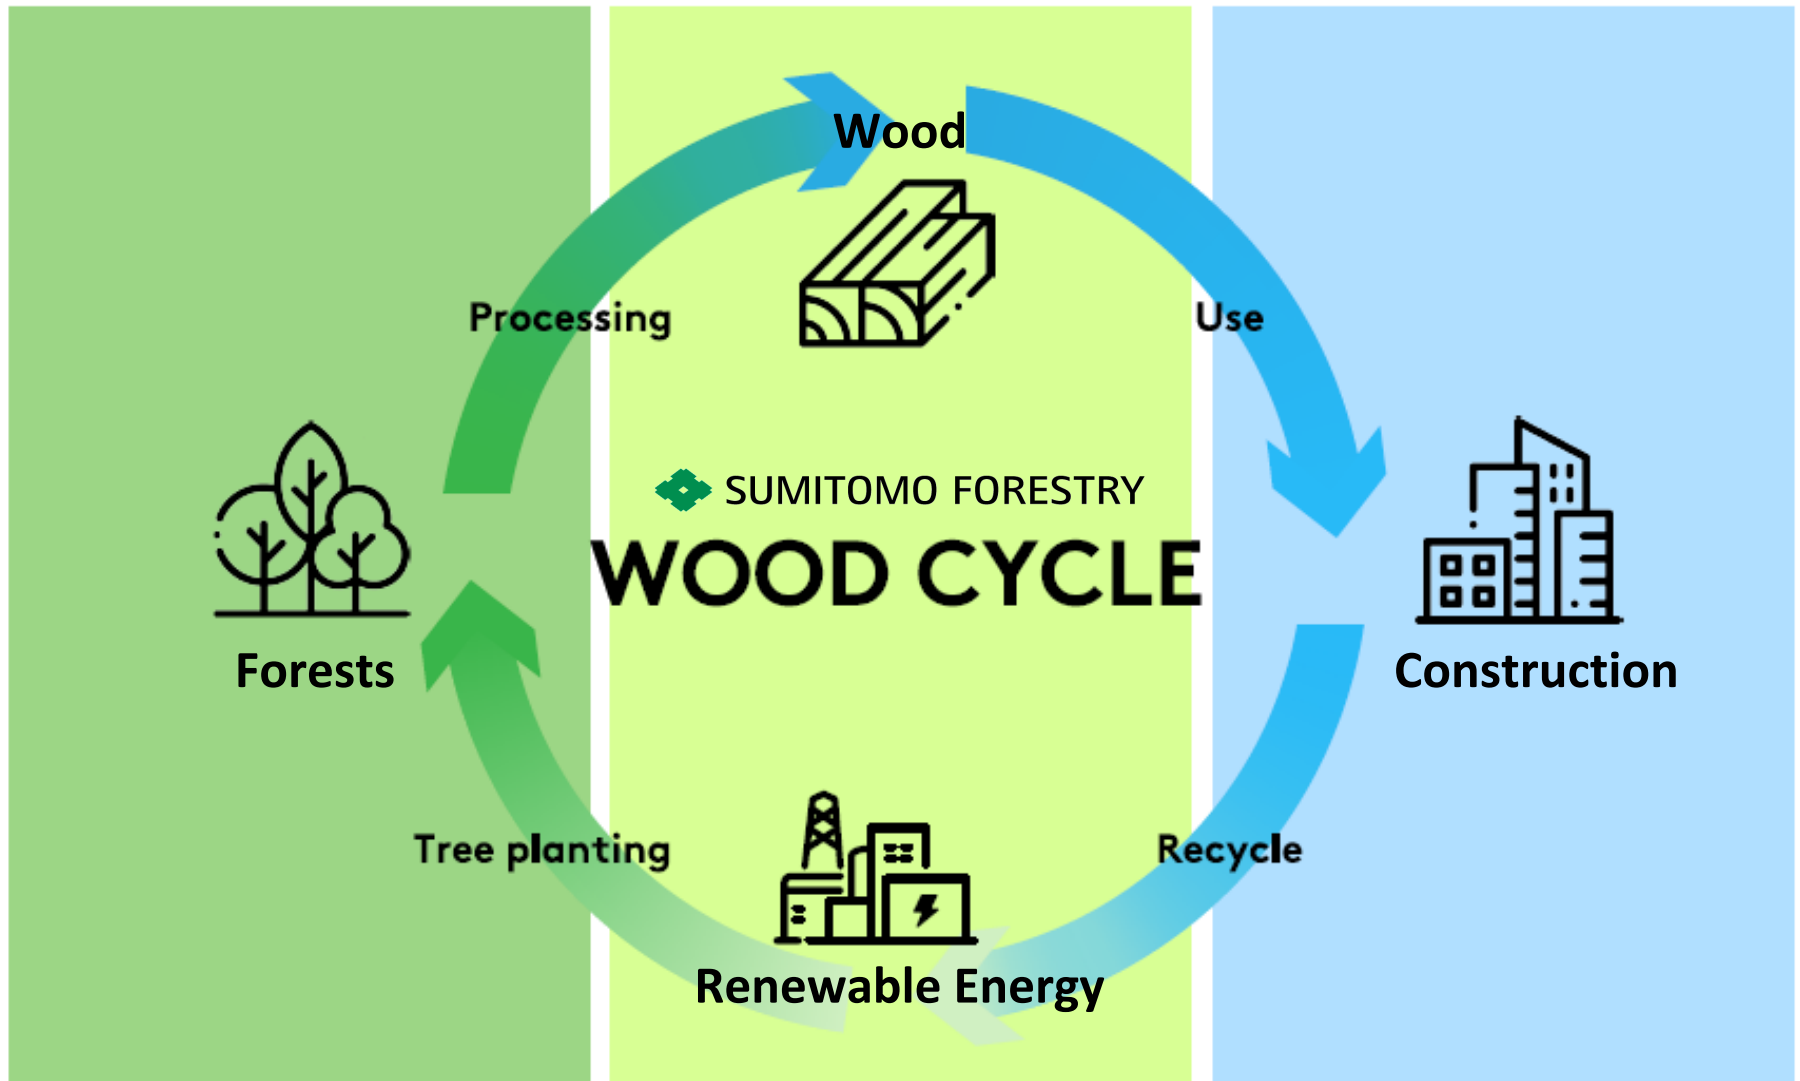 Wood
Processing
Use
SUMITOMO FORESTRY
WOOD CYCLE
Forests
Construction
Tree planting
Recycle
Renewable Energy